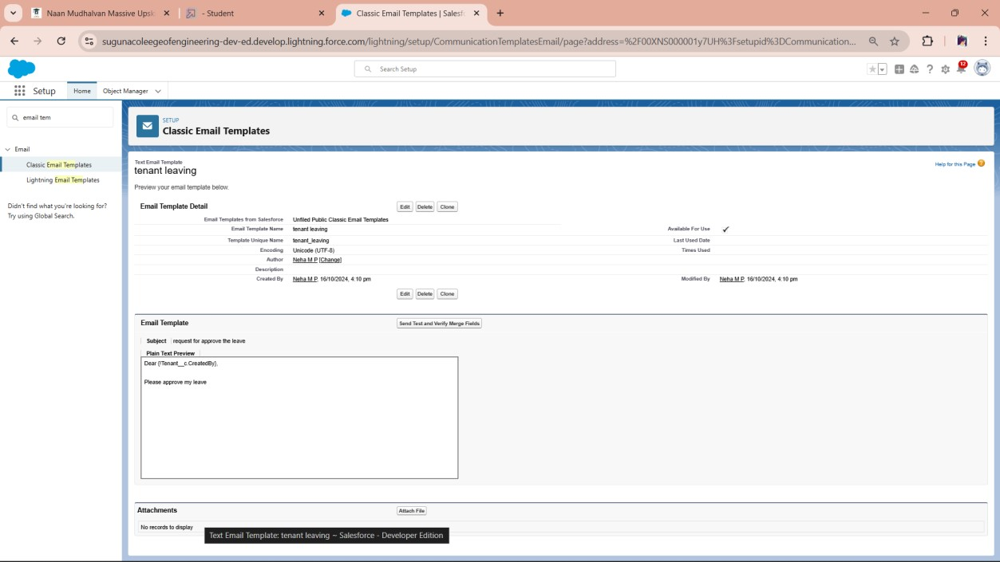 Naan Mudhalvan Massive Upsk
- Student
Classic Email Templates | Salesf
sugunacoleegeofengineering-dev-ed.develop.lightning.force.com/lightning/setup/CommunicationTemplatesEmail/page?address=%2F00XNS000001y7UH%3Fsetupid%3DCommunication...
Search Setup
12
Setup
Home
Object Manager
email tem
Email
Classic Email Templates
Lightning Email Templates
Didn't find what you're looking for?
Try using Global Search.
SETUP
Classic Email Templates
Text Email Template
tenant leaving
Help for this Page
Preview your email template below.
Email Template Detail
Edit Delete Clone
Email Templates from Salesforce Unfiled Public Classic Email Templates
Email Template Name tenant leaving Available For Use
Template Unique Name tenant_leaving Last Used Date
Encoding Unicode (UTF-8) Times Used
Author Neha M P [Change]
Description
Created By Neha M P, 16/10/2024, 4:10 pm Modified By Neha M P, 16/10/2024, 4:10 pm
Edit Delete Clone
Email Template
Send Test and Verify Merge Fields
Subject request for approve the leave
Plain Text Preview
Dear {!Tenant__c.CreatedBy},
Please approve my leave
Attachments
Attach File
No records to display
Text Email Template: tenant leaving ~ Salesforce - Developer Edition